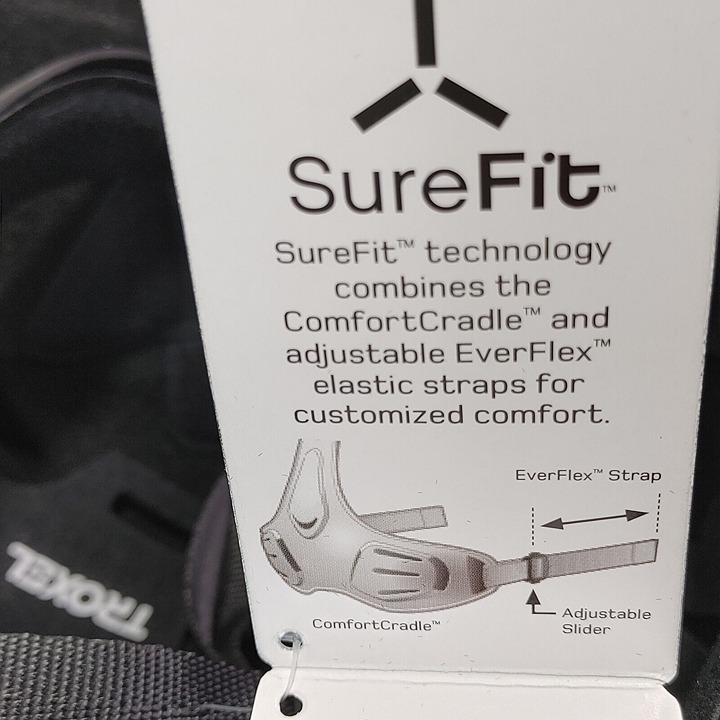 SureFit™
SureFit™ technology
combines the
ComfortCradle™ and
adjustable EverFlex™
elastic straps for
customized comfort.
EverFlex™ Strap
ComfortCradle™
Adjustable
Slider
TROXEL